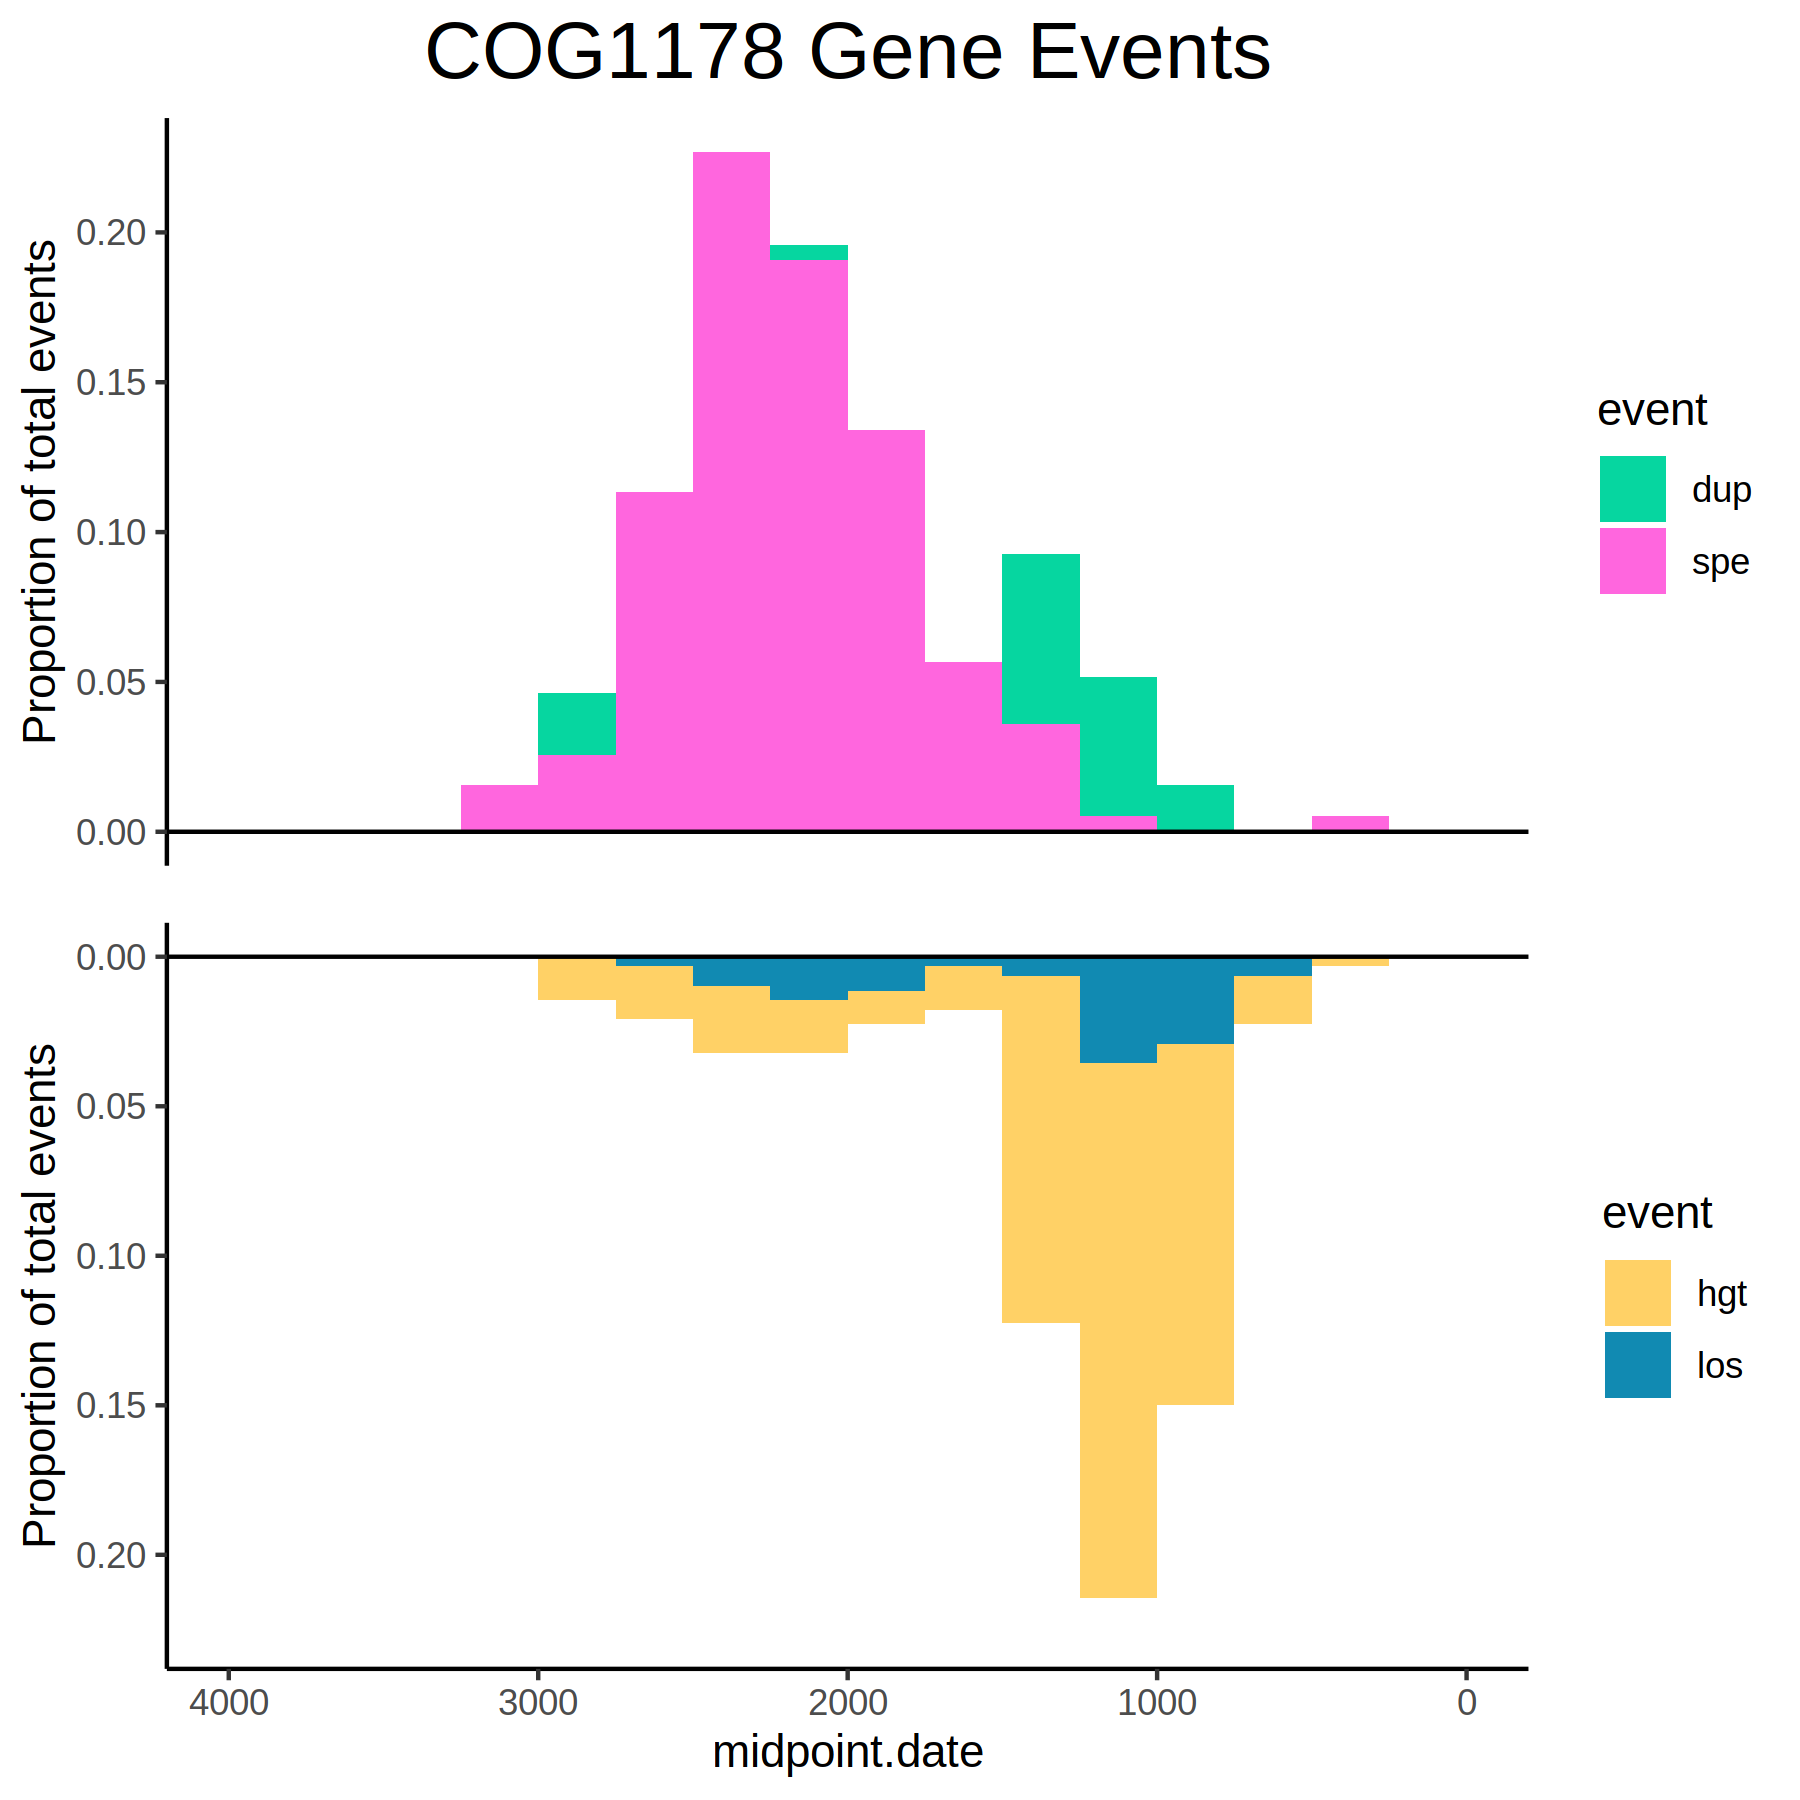 COG1178 Gene Events
Proportion of total events
0.20
0.15
0.10
0.05
0.00
event
dup
spe
Proportion of total events
0.00
0.05
0.10
0.15
0.20
event
hgt
los
4000 3000 2000 1000 0
midpoint.date